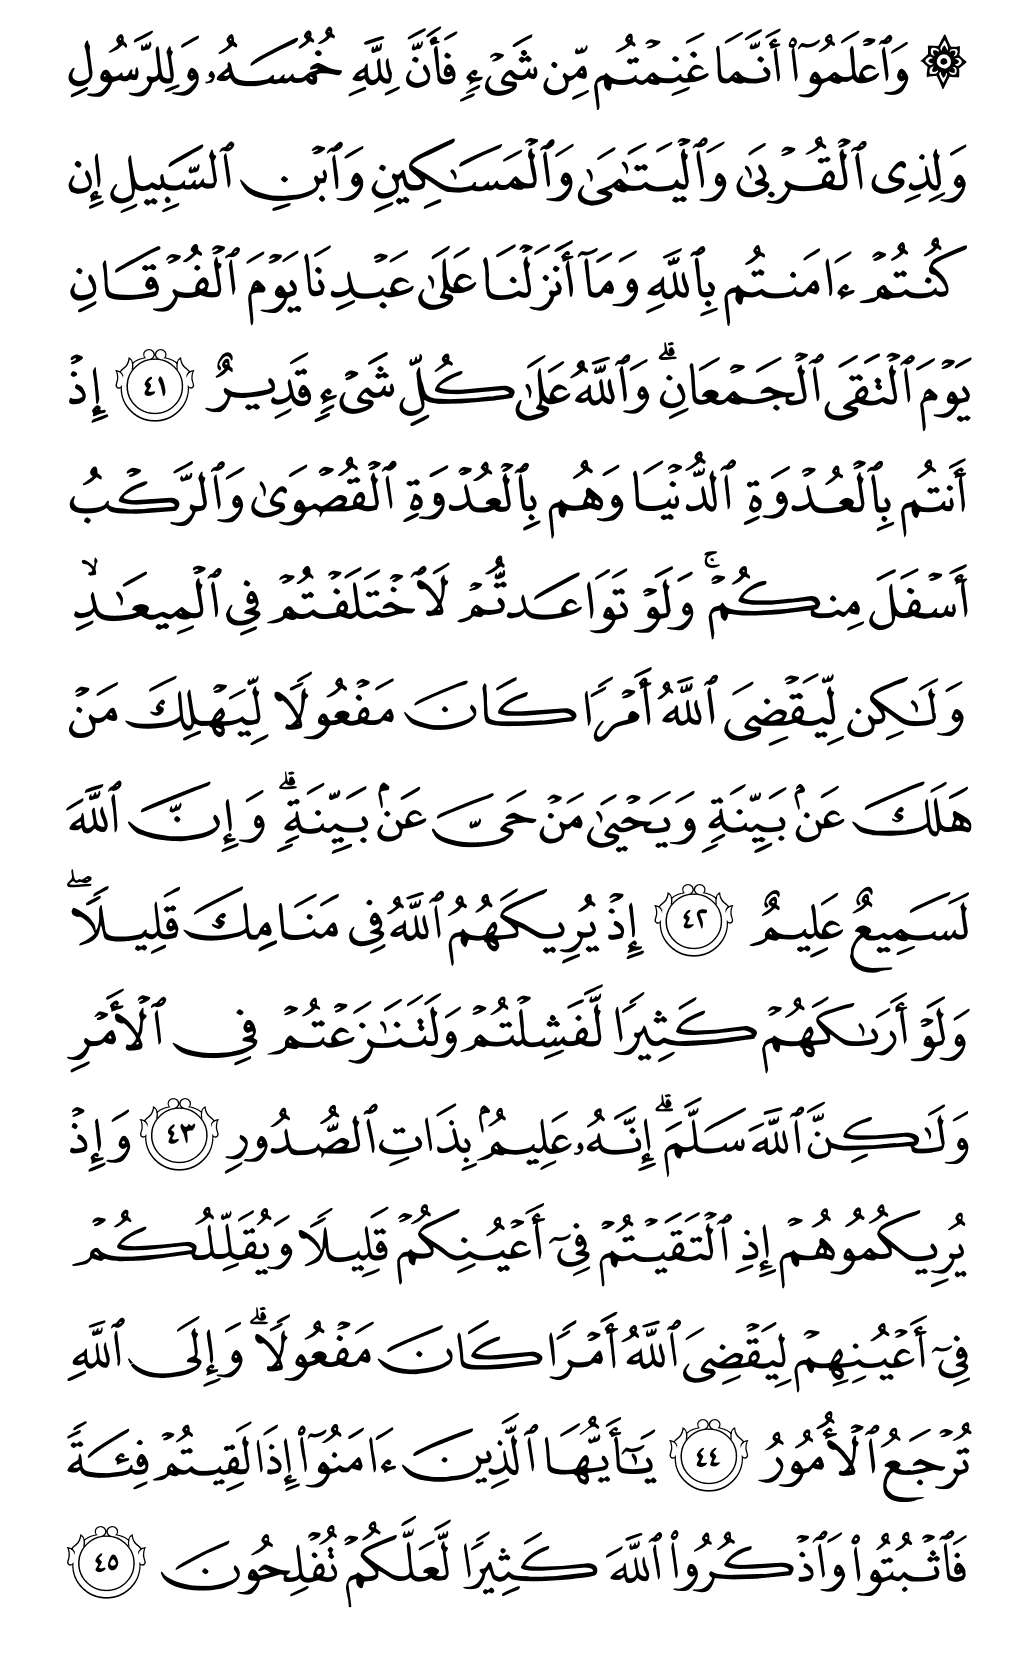 ۞ وَٱعْلَمُوٓا۟ أَنَّمَا غَنِمْتُم مِّن شَىْءٍ فَأَنَّ لِلَّهِ خُمُسَهُۥ وَلِلرَّسُولِ
وَلِذِى ٱلْقُرْبَىٰ وَٱلْيَتَـٰمَىٰ وَٱلْمَسَـٰكِينِ وَٱبْنِ ٱلسَّبِيلِ إِن
كُنتُمْ ءَامَنتُم بِٱللَّهِ وَمَآ أَنزَلْنَا عَلَىٰ عَبْدِنَا يَوْمَ ٱلْفُرْقَانِ
يَوْمَ ٱلْتَقَى ٱلْجَمْعَانِ ۗ وَٱللَّهُ عَلَىٰ كُلِّ شَىْءٍ قَدِيرٌ ٤١ إِذْ
أَنتُم بِٱلْعُدْوَةِ ٱلدُّنْيَا وَهُم بِٱلْعُدْوَةِ ٱلْقُصْوَىٰ وَٱلرَّكْبُ
أَسْفَلَ مِنكُمْ ۚ وَلَوْ تَوَاعَدتُّمْ لَٱخْتَلَفْتُمْ فِى ٱلْمِيعَـٰدِ ۙ
وَلَـٰكِن لِّيَقْضِىَ ٱللَّهُ أَمْرًا كَانَ مَفْعُولًا لِّيَهْلِكَ مَنْ
هَلَكَ عَنۢ بَيِّنَةٍ وَيَحْيَىٰ مَنْ حَىَّ عَنۢ بَيِّنَةٍ ۗ وَإِنَّ ٱللَّهَ
لَسَمِيعٌ عَلِيمٌ ٤٢ إِذْ يُرِيكَهُمُ ٱللَّهُ فِى مَنَامِكَ قَلِيلًا ۖ
وَلَوْ أَرَىٰكَهُمْ كَثِيرًا لَّفَشِلْتُمْ وَلَتَنَـٰزَعْتُمْ فِى ٱلْأَمْرِ
وَلَـٰكِنَّ ٱللَّهَ سَلَّمَ ۗ إِنَّهُۥ عَلِيمٌۢ بِذَاتِ ٱلصُّدُورِ ٤٣ وَإِذْ
يُرِيكُمُوهُمْ إِذِ ٱلْتَقَيْتُمْ فِىٓ أَعْيُنِكُمْ قَلِيلًا وَيُقَلِّلُكُمْ
فِىٓ أَعْيُنِهِمْ لِيَقْضِىَ ٱللَّهُ أَمْرًا كَانَ مَفْعُولًا ۗ وَإِلَى ٱللَّهِ
تُرْجَعُ ٱلْأُمُورُ ٤٤ يَـٰٓأَيُّهَا ٱلَّذِينَ ءَامَنُوٓا۟ إِذَا لَقِيتُمْ فِئَةً
فَٱثْبُتُوا۟ وَٱذْكُرُوا۟ ٱللَّهَ كَثِيرًا لَّعَلَّكُمْ تُفْلِحُونَ ٤٥